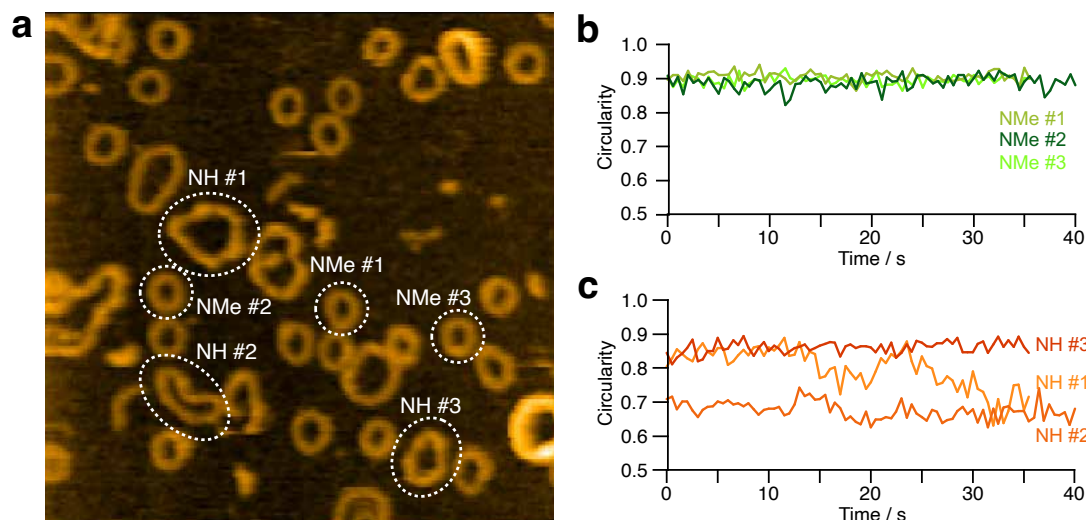 a
NH #1
NMe #1
NMe #2
NMe #3
NH #2
NH #3
b
Circularity
1.0
0.9
0.8
0.7
0.6
0.5
NMe #1
NMe #2
NMe #3
0
10
20
30
40
Time / s
c
Circularity
1.0
0.9
0.8
0.7
0.6
0.5
NH #3
NH #1
NH #2
0
10
20
30
40
Time / s